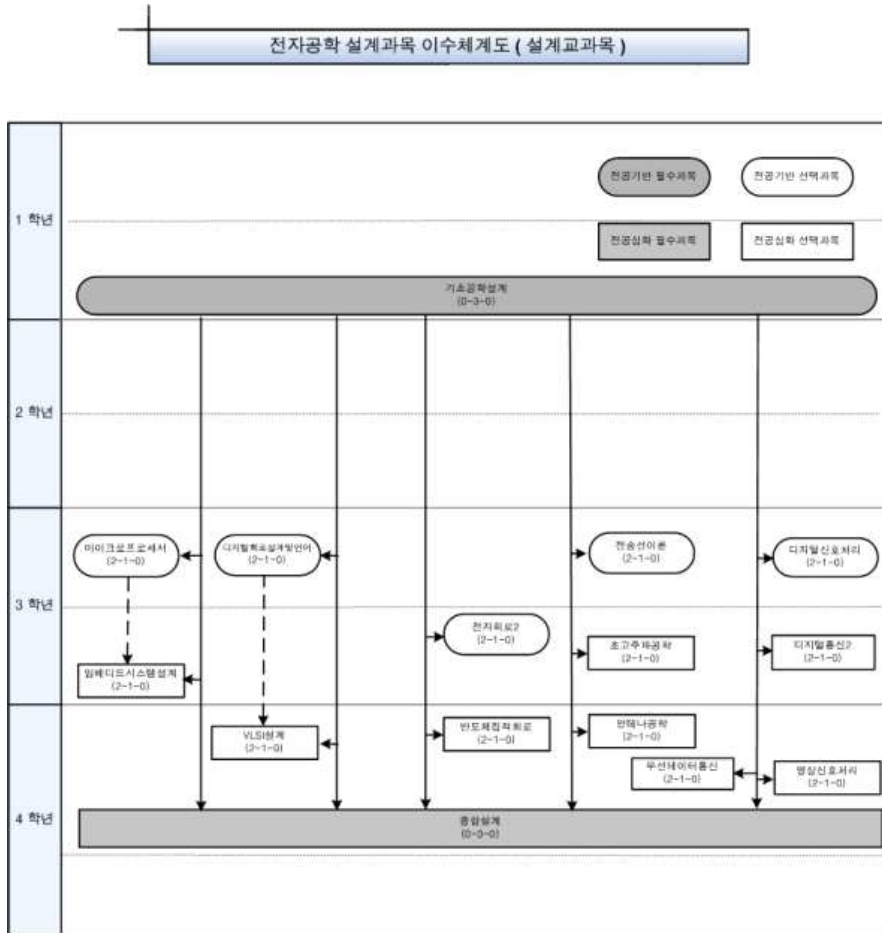 전자공학 설계과목 이수체계도 ( 설계교과목 )
전공기반 필수과목
전공기반 선택과목
1 학년
전공심화 필수과목
전공심화 선택과목
기초공학설계
(0-3-0)
2 학년
마이크로프로세서
(2-1-0)
디지털회로설계및언어
(2-1-0)
전송선이론
(2-1-0)
디지털신호처리
(2-1-0)
3 학년
전자회로2
(2-1-0)
초고주파공학
(2-1-0)
디지털통신2
(2-1-0)
임베디드시스템설계
(2-1-0)
VLSI설계
(2-1-0)
반도체집적회로
(2-1-0)
안테나공학
(2-1-0)
무선데이터통신
(2-1-0)
영상신호처리
(2-1-0)
4 학년
종합설계
(0-3-0)